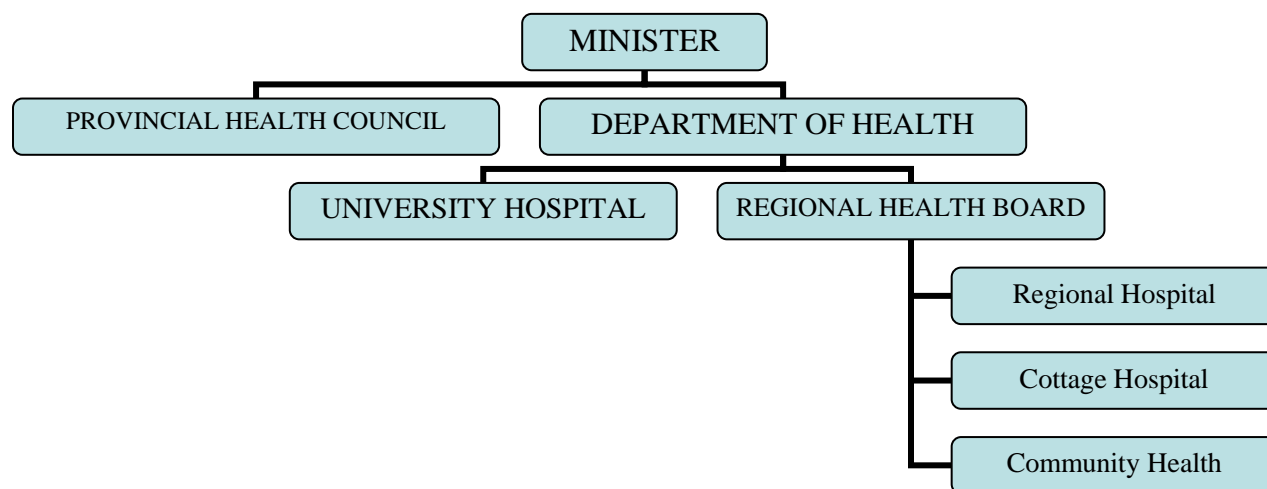 MINISTER
PROVINCIAL HEALTH COUNCIL
DEPARTMENT OF HEALTH
UNIVERSITY HOSPITAL
REGIONAL HEALTH BOARD
Regional Hospital
Cottage Hospital
Community Health